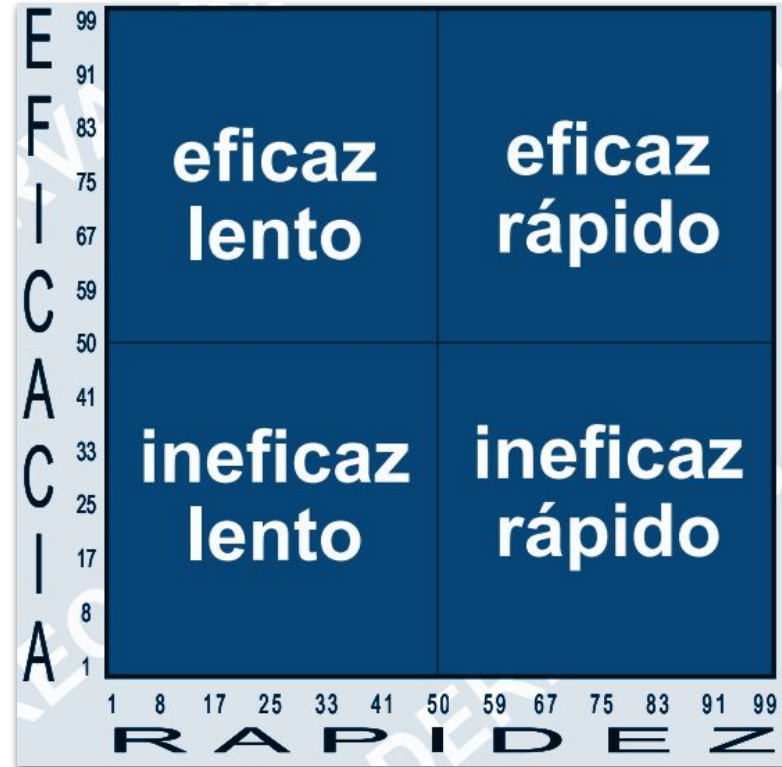 EFICACIA
99
91
83
75
67
59
50
41
33
25
17
8
1
eficaz
lento
eficaz
rápido
ineficaz
lento
ineficaz
rápido
1 8 17 25 33 41 50 59 67 75 83 91 99
RAPIDEZ